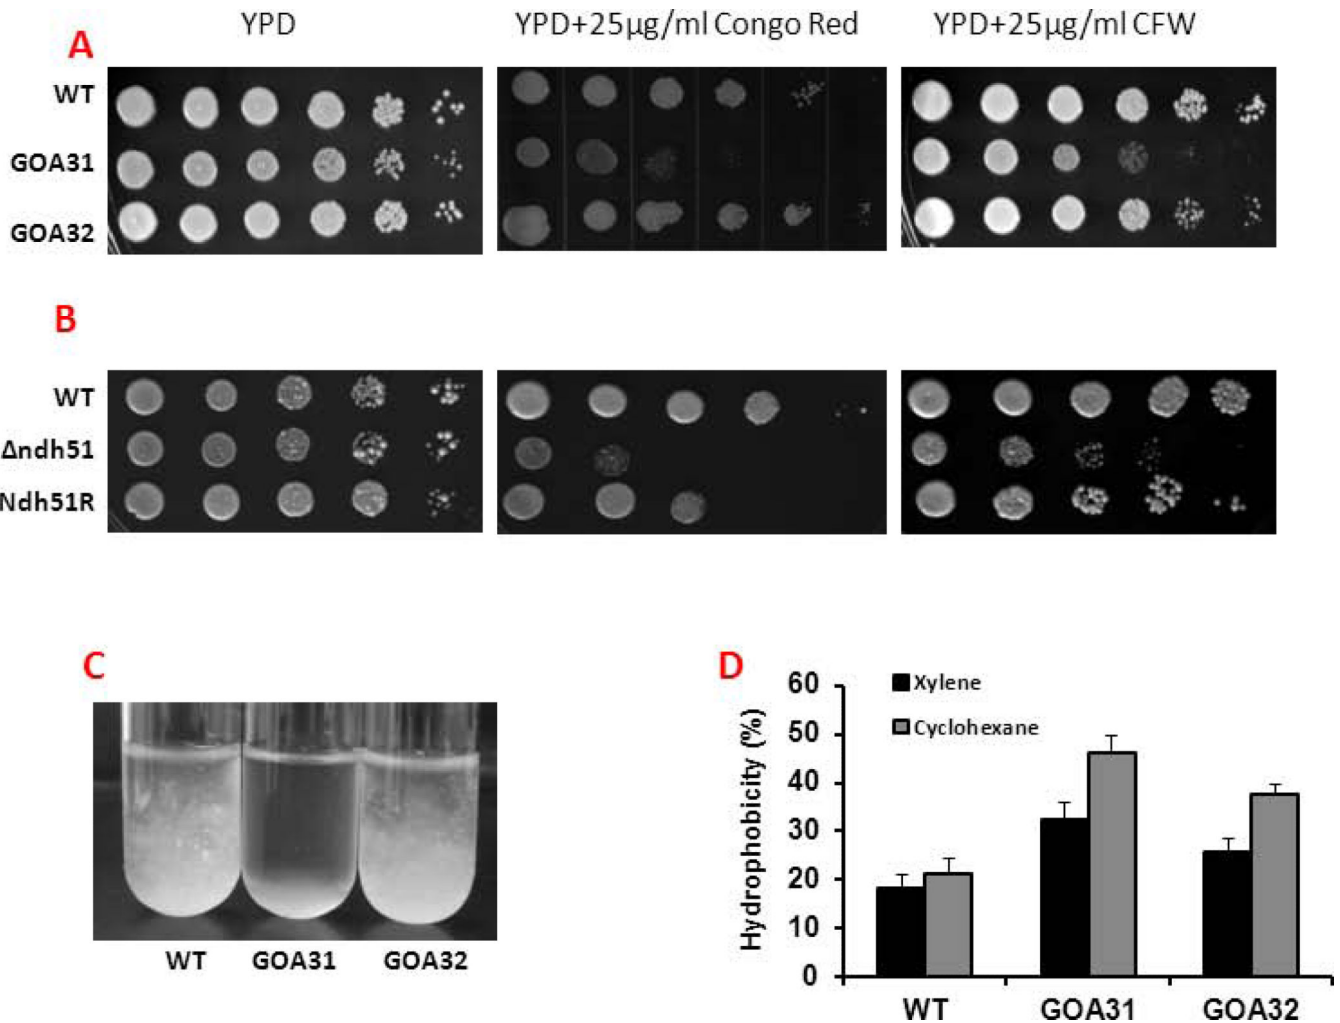 YPD
YPD+25µg/ml Congo Red
YPD+25µg/ml CFW
A
WT
GOA31
GOA32
B
WT
Δndh51
Ndh51R
C
WT
GOA31
GOA32
D
Hydrophobicity (%)
60
50
40
30
20
10
0
Xylene
Cyclohexane
WT
GOA31
GOA32